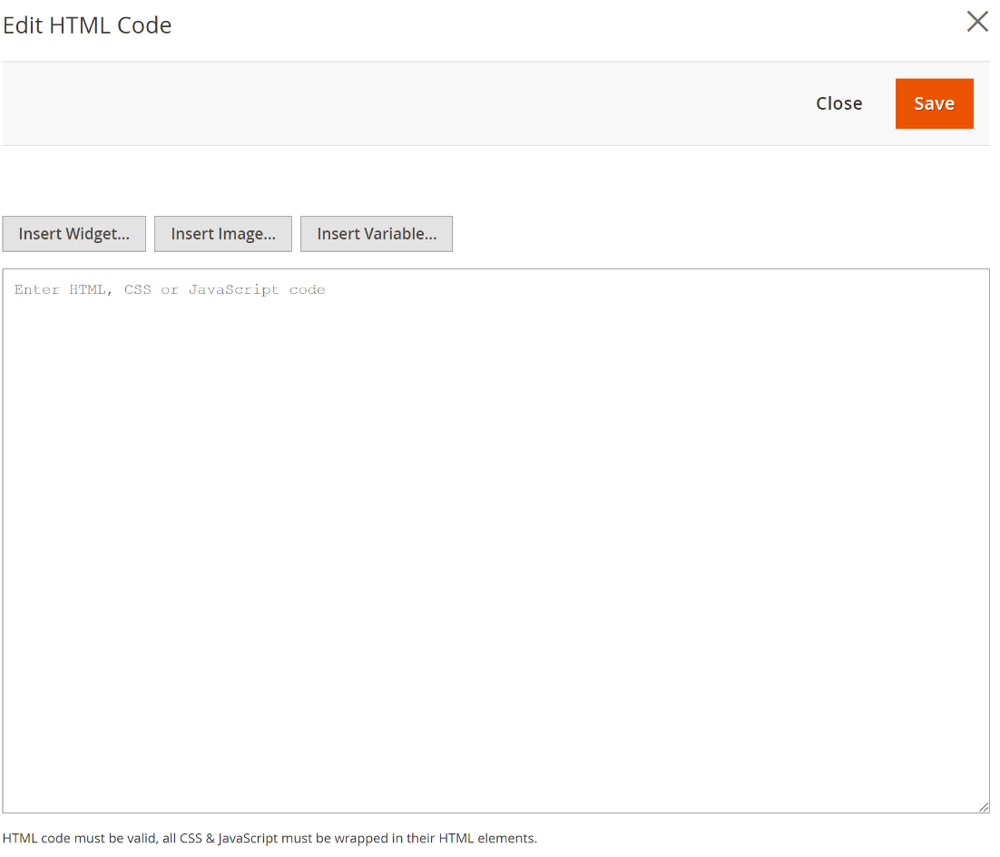 Edit HTML Code
Close
Save
Insert Widget...
Insert Image...
Insert Variable...
Enter HTML, CSS or JavaScript code
HTML code must be valid, all CSS & JavaScript must be wrapped in their HTML elements.